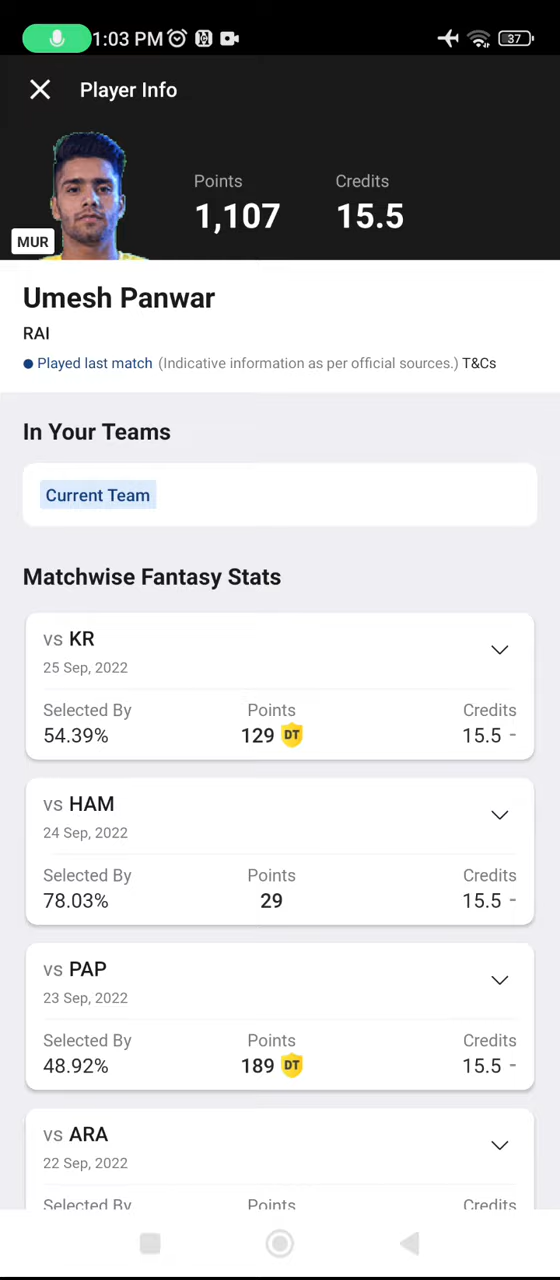 1:03 PM
37
Player Info
Points
Credits
1,107
15.5
MUR
Umesh Panwar
RAI
Played last match (Indicative information as per official sources.) T&Cs
In Your Teams
Current Team
Matchwise Fantasy Stats
vs KR
25 Sep, 2022
Selected By Points Credits
54.39% 129 DT 15.5 -
vs HAM
24 Sep, 2022
Selected By Points Credits
78.03% 29 15.5 -
vs PAP
23 Sep, 2022
Selected By Points Credits
48.92% 189 DT 15.5 -
vs ARA
22 Sep, 2022
Selected By Points Credits